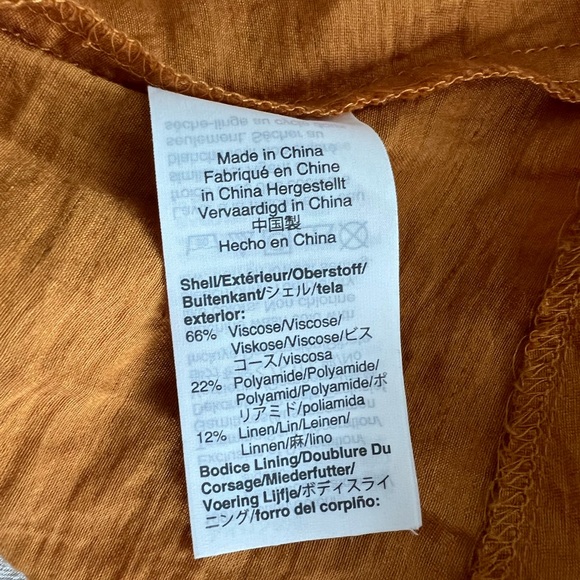 Made in China
Fabriqué en Chine
in China Hergestellt
Vervaardigd in China
中国製
Hecho en China
Shell/Extérieur/Oberstoff/
Buitenkant/シェル/tela
exterior:
66% Viscose/Viscose/
Viskose/Viscose/ビス
コース/viscosa
22% Polyamide/Polyamide/
Polyamid/Polyamide/ポ
リアミド/poliamida
12% Linen/Lin/Leinen/
Linnen/麻/lino
Bodice Lining/Doublure Du
Corsage/Miederfutter/
Voering Lijfje/ボディスライ
ニング/forro del corpiño: